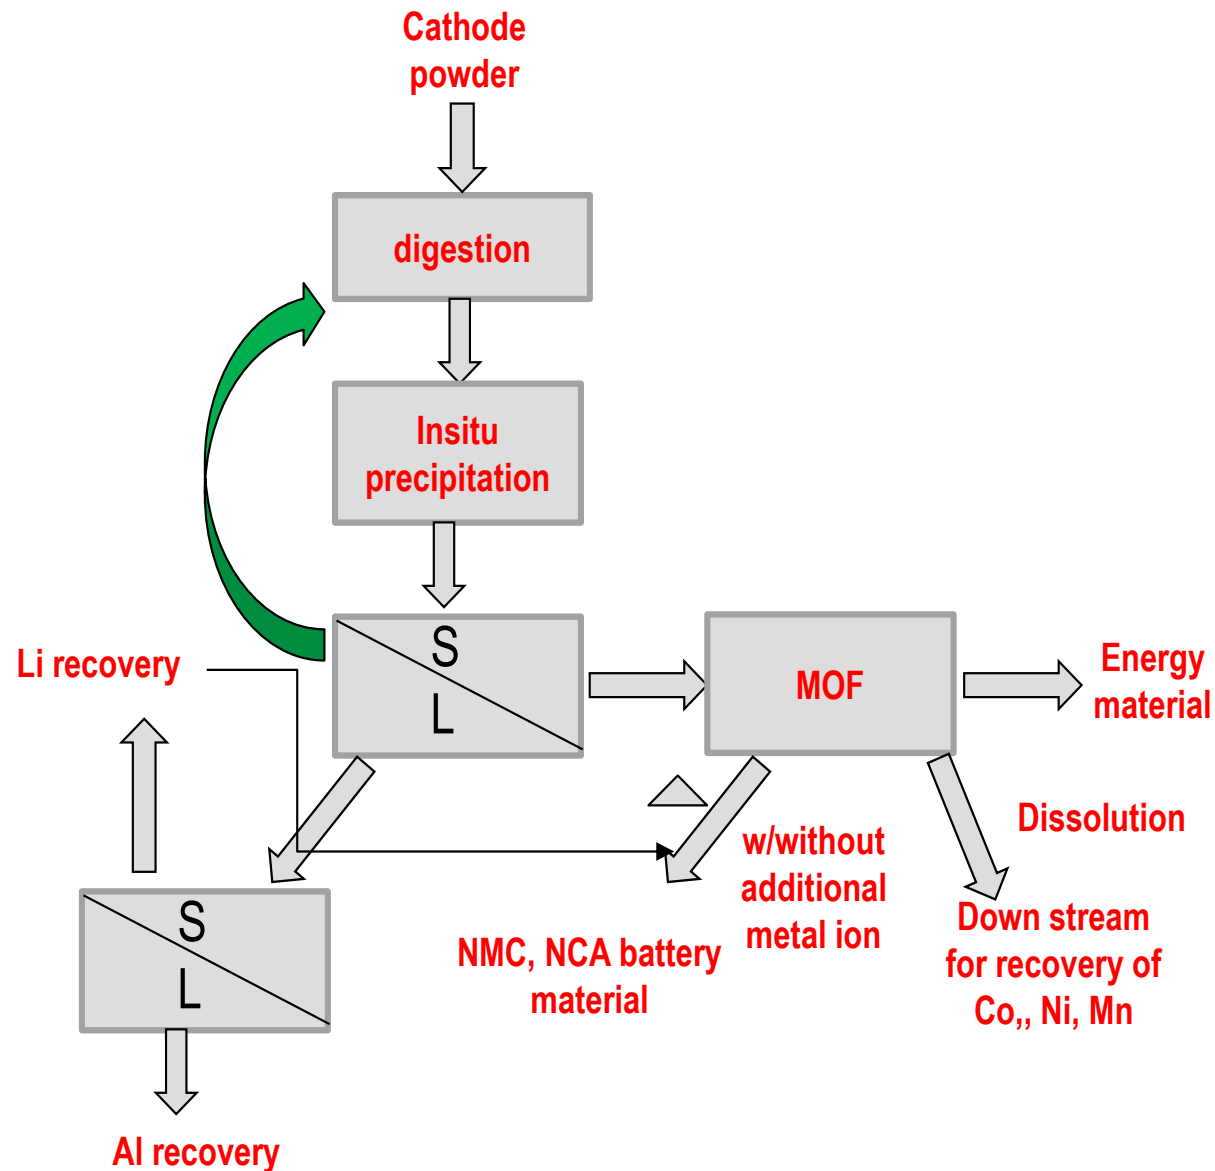 Cathode
powder
digestion
Insitu
precipitation
S
L
Li recovery
MOF
Energy
material
Dissolution
w/without
additional
metal ion
Down stream
for recovery of
Co,, Ni, Mn
NMC, NCA battery
material
S
L
Al recovery